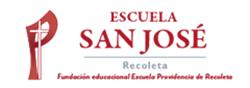 ESCUELA
SAN JOSÉ
Recoleta
Fundación educacional Escuela Providencia de Recoleta